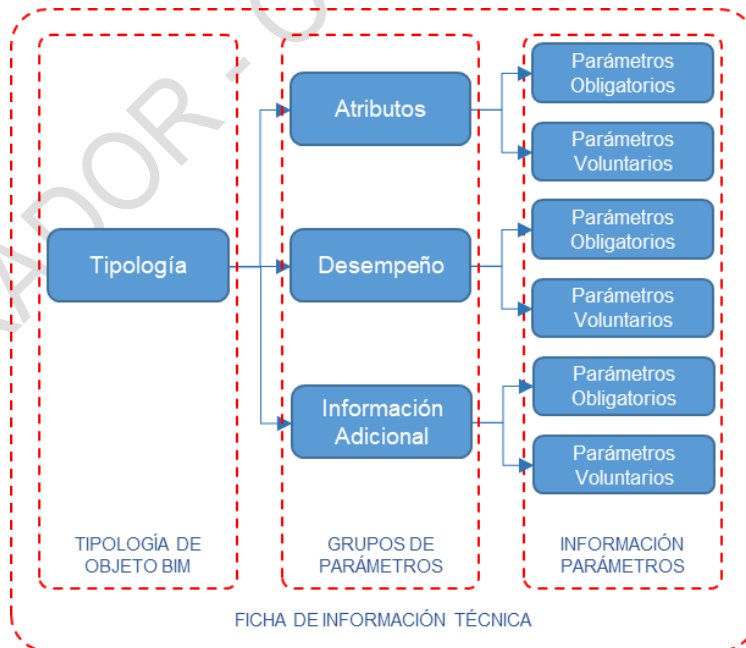 Tipología
Atributos
Desempeño
Información
Adicional
Parámetros
Obligatorios
Parámetros
Voluntarios
Parámetros
Obligatorios
Parámetros
Voluntarios
Parámetros
Obligatorios
Parámetros
Voluntarios
TIPOLOGÍA DE
OBJETO BIM
GRUPOS DE
PARÁMETROS
INFORMACIÓN
PARÁMETROS
FICHA DE INFORMACIÓN TÉCNICA